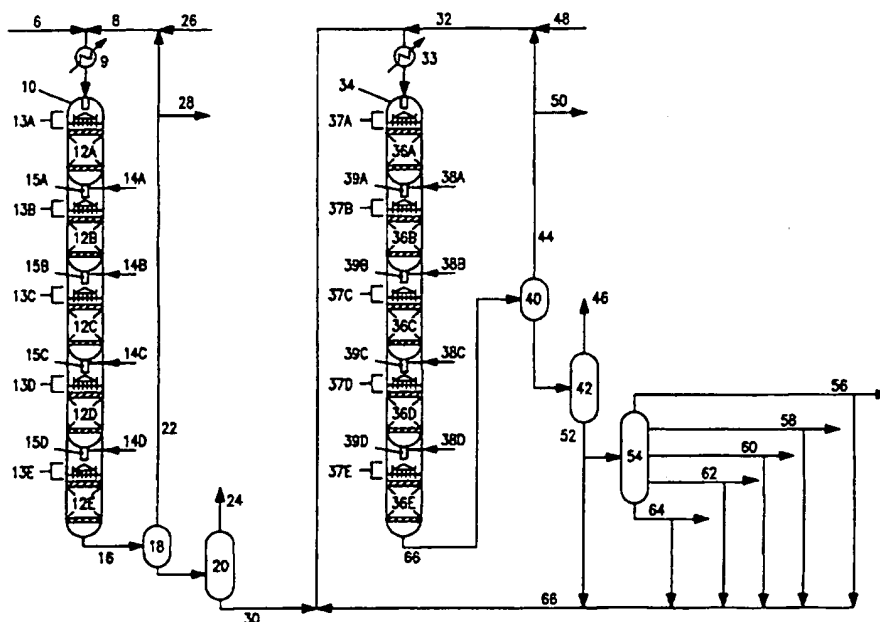 6 8 26 32 48
9 33
10 34
28 50
13A 37A
12A 36A
15A 14A 39A 38A
13B 37B
12B 36B
44
15B 14B 39B 38B
13C 37C 40 46
12C 36C
15C 14C 39C 38C
13D 37D 42 56
12D 36D 58
22 52
15D 14D 39D 38D 54 60
13E 37E 62
24
12E 36E 64
16 18 66
20
30 66